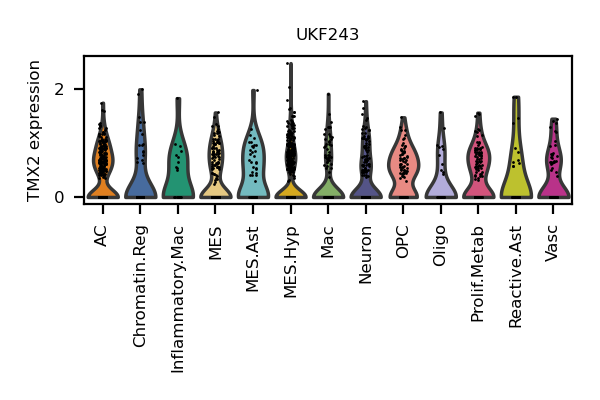 UKF243
TMX2 expression
2
0
AC
Chromatin.Reg
Inflammatory.Mac
MES
MES.Ast
MES.Hyp
Mac
Neuron
OPC
Oligo
Prolif.Metab
Reactive.Ast
Vasc